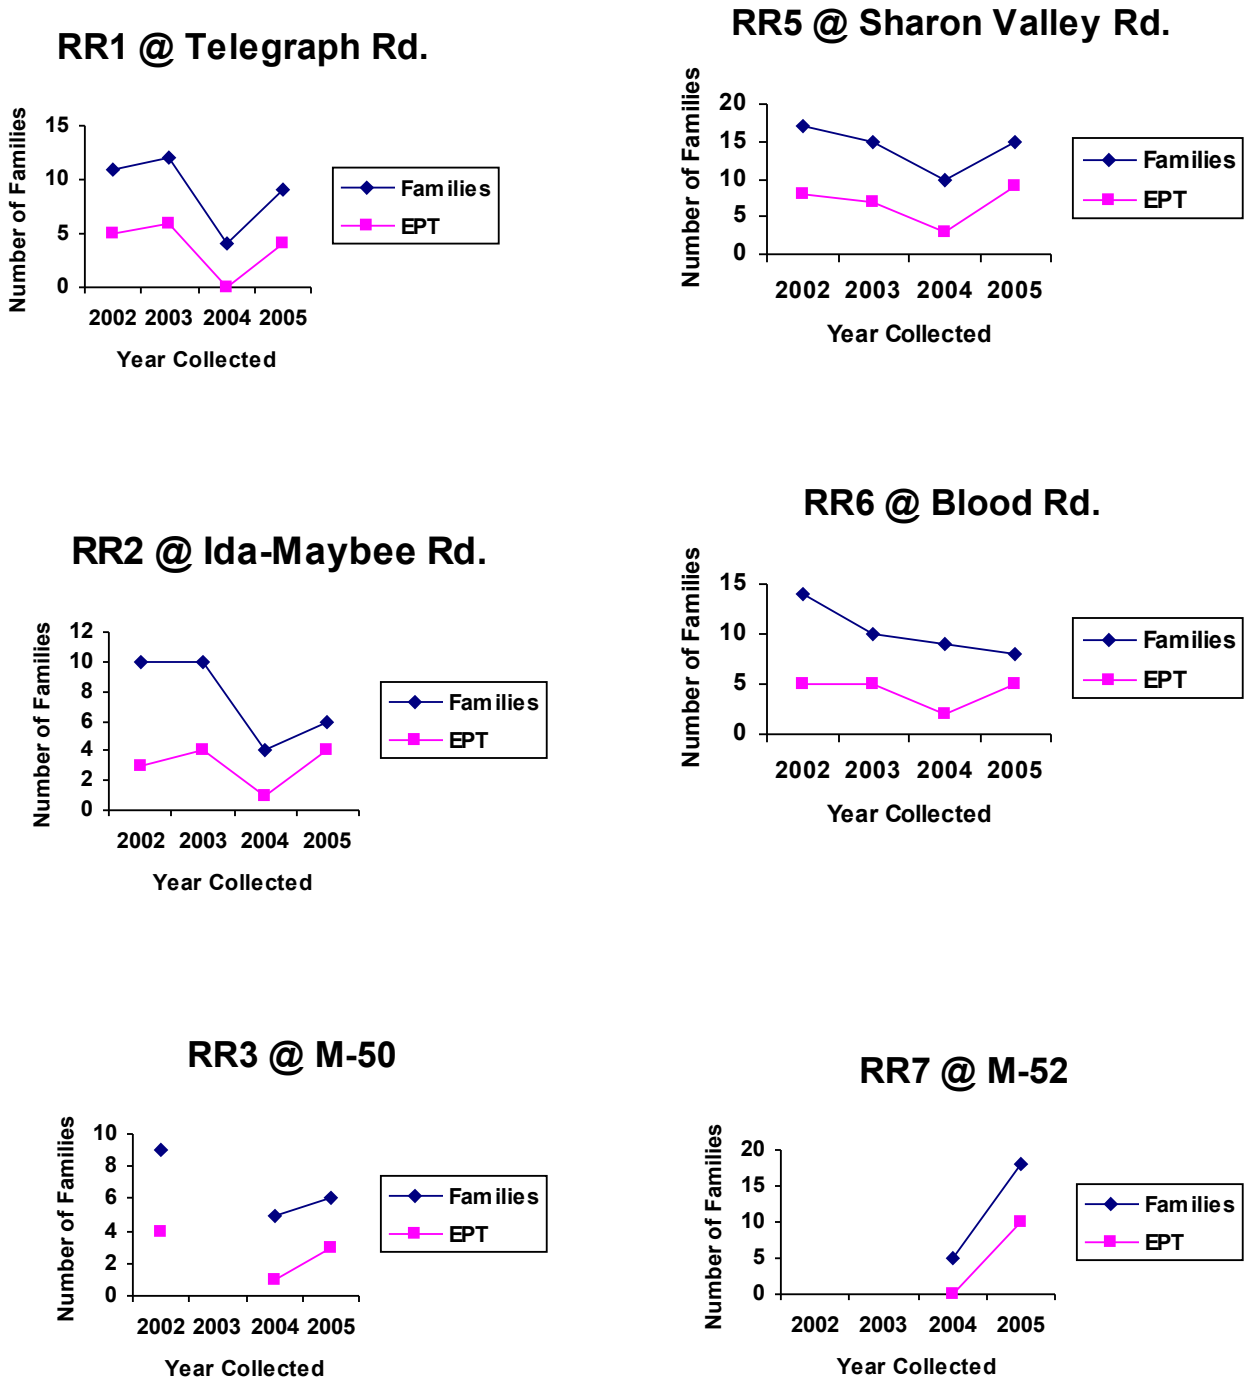 RR1 @ Telegraph Rd.
Number of Families
15
10
5
0
2002 2003 2004 2005
Year Collected
Families
EPT
RR5 @ Sharon Valley Rd.
Number of Families
20
15
10
5
0
2002 2003 2004 2005
Year Collected
Families
EPT
RR2 @ Ida-Maybee Rd.
Number of Families
12
10
8
6
4
2
0
2002 2003 2004 2005
Year Collected
Families
EPT
RR6 @ Blood Rd.
Number of Families
15
10
5
0
2002 2003 2004 2005
Year Collected
Families
EPT
RR3 @ M-50
Number of Families
10
8
6
4
2
0
2002 2003 2004 2005
Year Collected
Families
EPT
RR7 @ M-52
Number of Families
20
15
10
5
0
2002 2003 2004 2005
Year Collected
Families
EPT